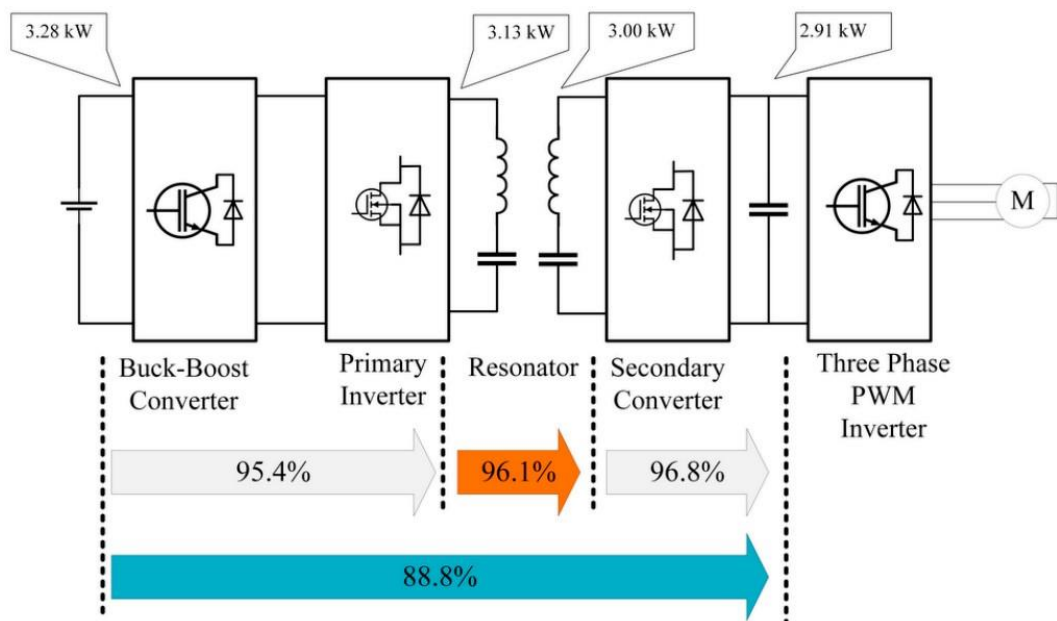 3.28 kW
3.13 kW
3.00 kW
2.91 kW
M
Buck-Boost
Converter
Primary
Inverter
Resonator
Secondary
Converter
Three Phase
PWM
Inverter
95.4%
96.1%
96.8%
88.8%